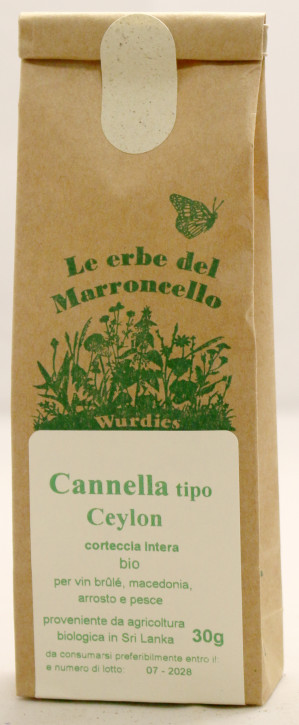 Le erbe del
Marroncello
Wurdies
Cannella tipo
Ceylon
corteccia intera
bio
per vin brûlé, macedonia,
arrosto e pesce
proveniente da agricoltura
biologica in Sri Lanka 30g
da consumarsi preferibilmente entro il:
e numero di lotto: 07 - 2028